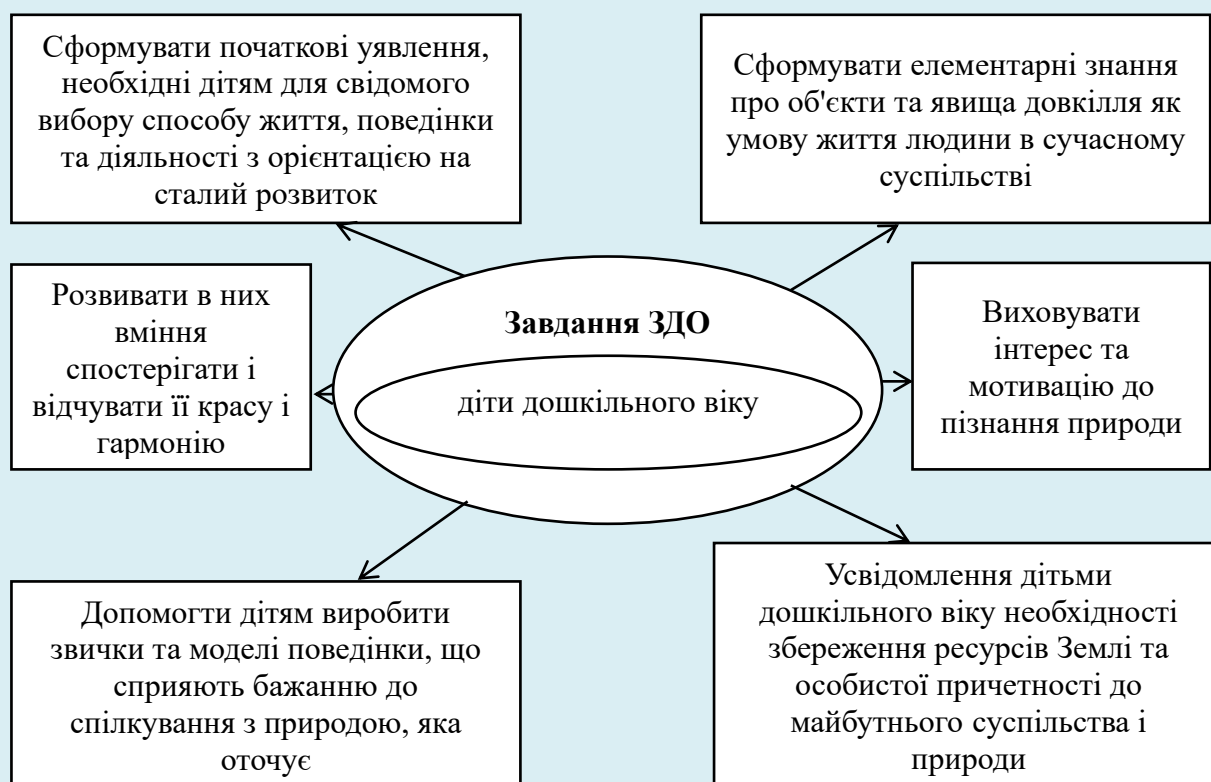 Сформувати початкові уявлення,
необхідні дітям для свідомого
вибору способу життя, поведінки
та діяльності з орієнтацією на
сталий розвиток
Сформувати елементарні знання
про об'єкти та явища довкілля як
умову життя людини в сучасному
суспільстві
Розвивати в них
вміння
спостерігати і
відчувати її красу і
гармонію
Завдання ЗДО
діти дошкільного віку
Виховувати
інтерес та
мотивацію до
пізнання природи
Допомогти дітям виробити
звички та моделі поведінки, що
сприяють бажанню до
спілкування з природою, яка
оточує
Усвідомлення дітьми
дошкільного віку необхідності
збереження ресурсів Землі та
особистої причетності до
майбутнього суспільства і
природи